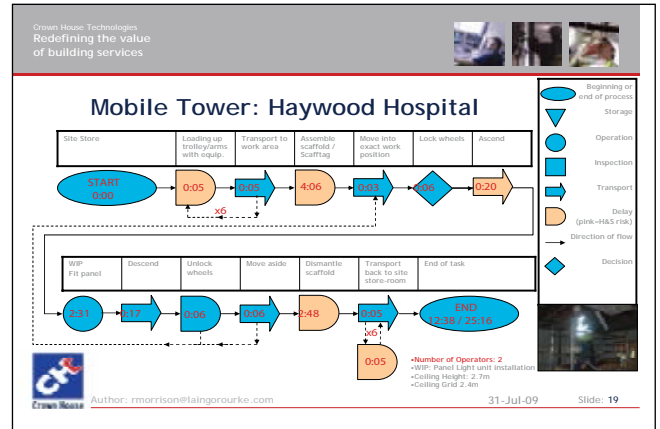 Crown House Technologies
Redefining the value
of building services
Mobile Tower: Haywood Hospital
Site Store
Loading up
trolley/arms
with equip.
Transport to
work area
Assemble
scaffold /
Scafftag
Move into
exact work
position
Lock wheels
Ascend
START
0:00
0:05
0:05
4:06
0:03
0:06
0:20
x6
WIP
Fit panel
Descend
Unlock
wheels
Move aside
Dismantle
scaffold
Transport
back to site
store-room
End of task
2:31
0:17
0:06
0:06
2:48
0:05
END
12:38 / 25:16
x6
0:05
Beginning or
end of process
Storage
Operation
Inspection
Transport
Delay
(pink=H&S risk)
Direction of flow
Decision
•Number of Operators: 2
•WIP: Panel Light unit installation
•Ceiling Height: 2.7m
•Ceiling Grid 2.4m
CH
Crown House
Author: rmorrison@laingorourke.com
31-Jul-09
Slide: 19